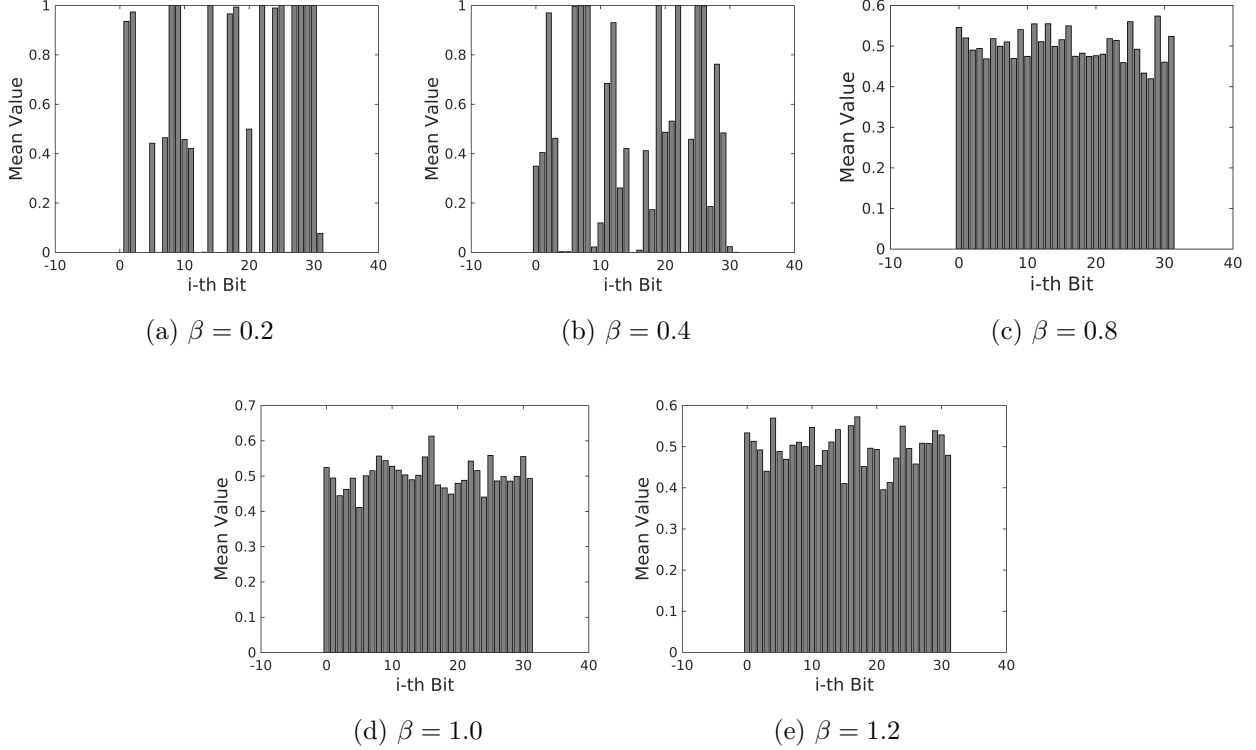 1
0.8
0.6
0.4
0.2
0
Mean Value
-10 0 10 20 30 40
i-th Bit
(a) β = 0.2
1
0.8
0.6
0.4
0.2
0
Mean Value
-10 0 10 20 30 40
i-th Bit
(b) β = 0.4
0.6
0.5
0.4
0.3
0.2
0.1
0
Mean Value
-10 0 10 20 30 40
i-th Bit
(c) β = 0.8
0.7
0.6
0.5
0.4
0.3
0.2
0.1
0
Mean Value
-10 0 10 20 30 40
i-th Bit
(d) β = 1.0
0.6
0.5
0.4
0.3
0.2
0.1
0
Mean Value
-10 0 10 20 30 40
i-th Bit
(e) β = 1.2